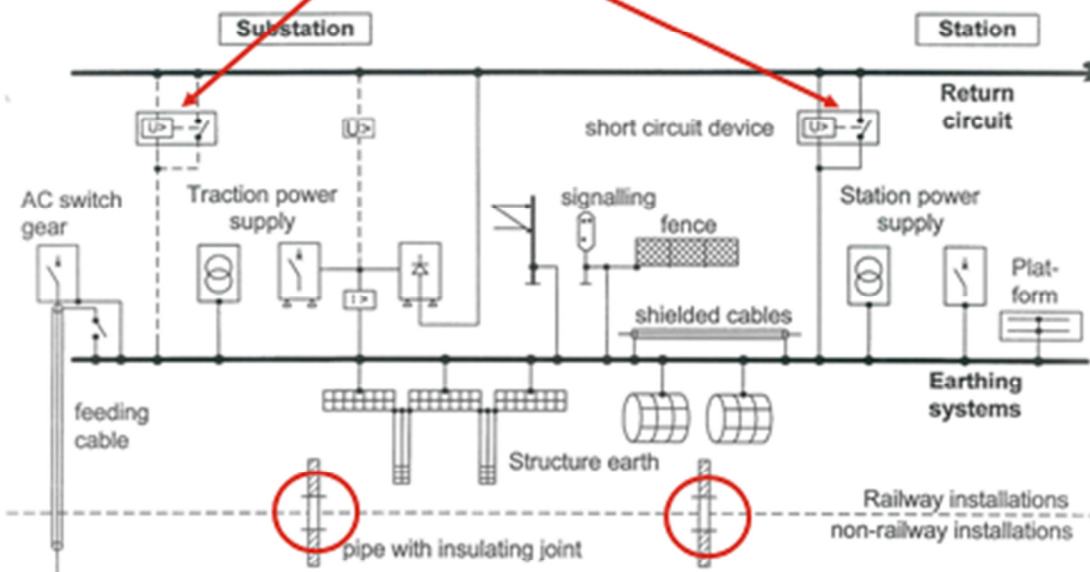 Substation
Station
Return
circuit
U>
U>
short circuit device
U>
AC switch
gear
Traction power
supply
signalling
fence
Station power
supply
Plat-
form
I>
shielded cables
Earthing
systems
feeding
cable
Structure earth
Railway installations
non-railway installations
pipe with insulating joint